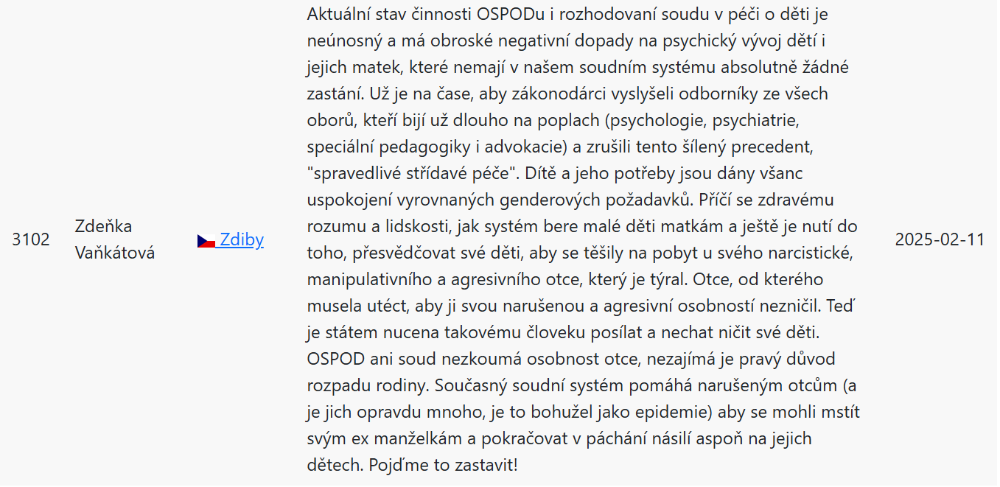 Aktuální stav činnosti OSPODu i rozhodovaní soudu v péči o děti je
neúnosný a má obroské negativní dopady na psychický vývoj dětí i
jejich matek, které nemají v našem soudním systému absolutně žádné
zastání. Už je na čase, aby zákonodárci vyslyšeli odborníky ze všech
oborů, kteří bijí už dlouho na poplach (psychologie, psychiatrie,
speciální pedagogiky i advokacie) a zrušili tento šílený precedent,
"spravedlivé střídavé péče". Dítě a jeho potřeby jsou dány všanc
uspokojení vyrovnaných genderových požadavků. Příčí se zdravému
rozumu a lidskosti, jak systém bere malé děti matkám a ještě je nutí do
toho, přesvědčovat své děti, aby se těšily na pobyt u svého narcistické,
manipulativního a agresivního otce, který je týral. Otce, od kterého
musela utéct, aby ji svou narušenou a agresivní osobností nezničil. Teď
je státem nucena takovému človeku posílat a nechat ničit své děti.
OSPOD ani soud nezkoumá osobnost otce, nezajímá je pravý důvod
rozpadu rodiny. Současný soudní systém pomáhá narušeným otcům (a
je jich opravdu mnoho, je to bohužel jako epidemie) aby se mohli mstít
svým ex manželkám a pokračovat v páchání násilí aspoň na jejich
dětech. Pojďme to zastavit!
3102
Zdeňka
Vaňkátová
Zdiby
2025-02-11